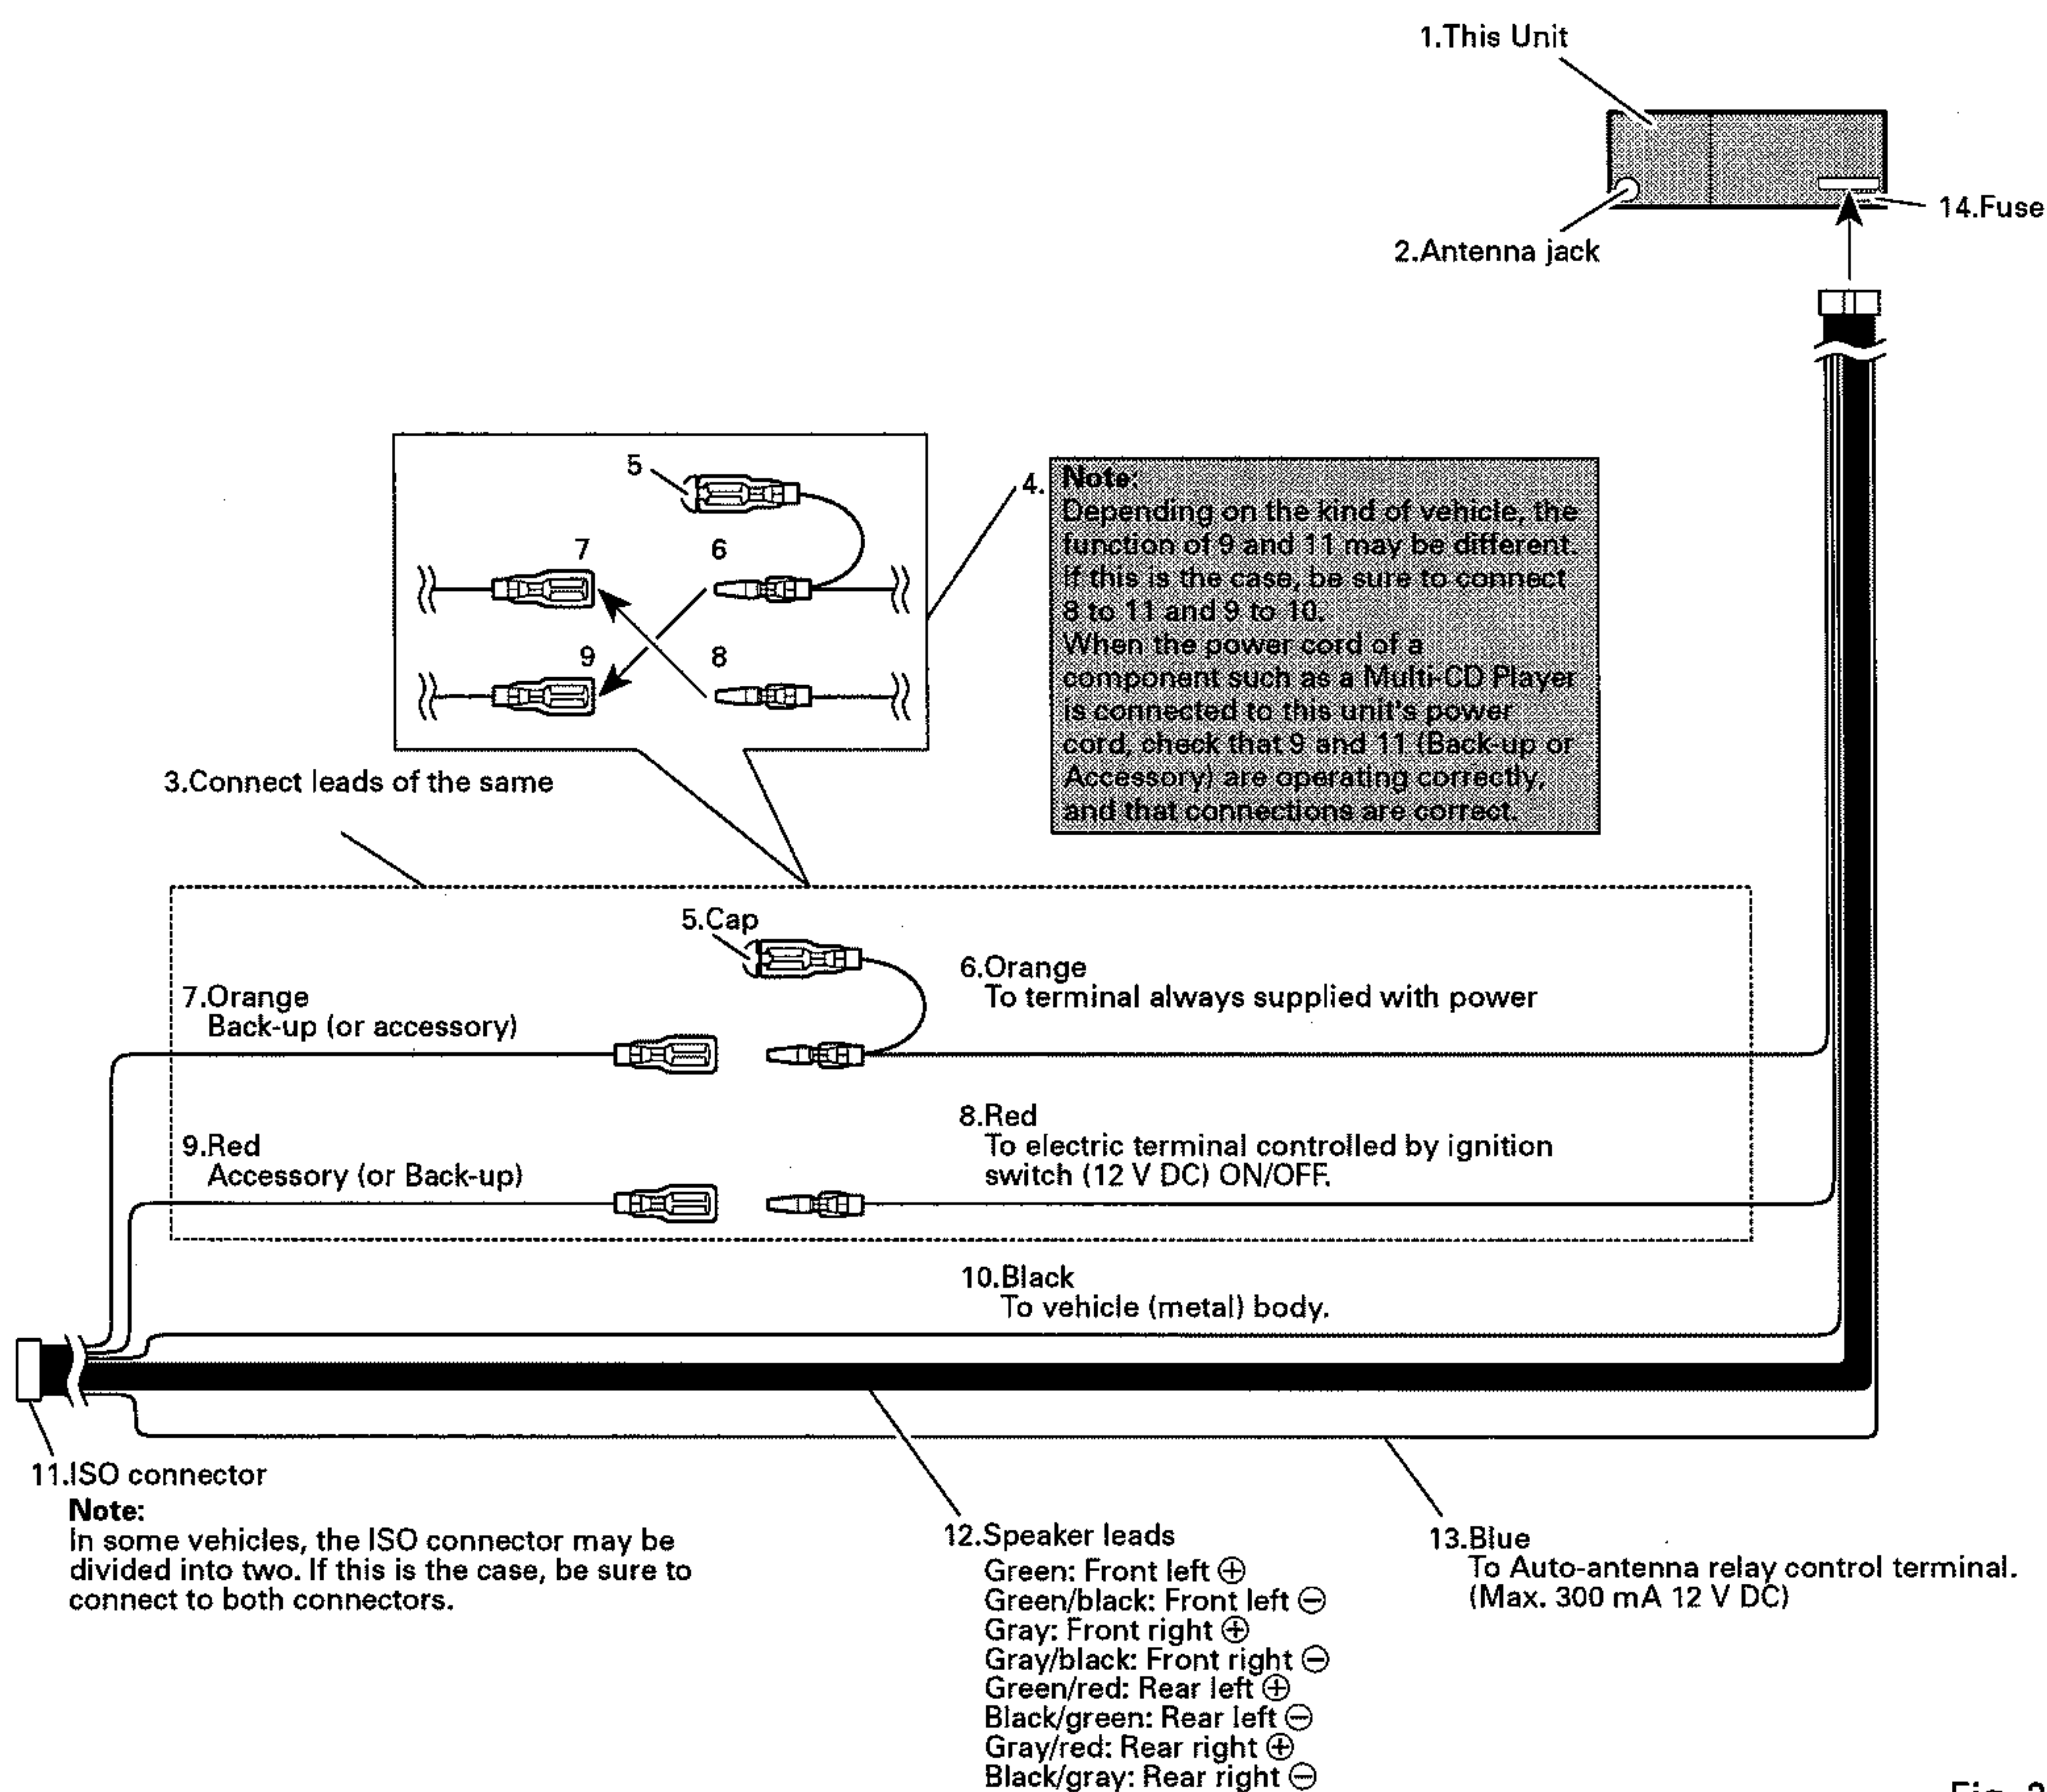 1.This Unit
14.Fuse
2.Antenna jack
5
7
6
9
8
4.
Note:
Depending on the kind of vehicle, the
function of 9 and 11 may be different.
If this is the case, be sure to connect
8 to 11 and 9 to 10.
When the power cord of a
component such as a Multi-CD Player
is connected to this unit's power
cord, check that 9 and 11 (Back-up or
Accessory) are operating correctly,
and that connections are correct.
3.Connect leads of the same
5.Cap
7.Orange
Back-up (or accessory)
6.Orange
To terminal always supplied with power
9.Red
Accessory (or Back-up)
8.Red
To electric terminal controlled by ignition
switch (12 V DC) ON/OFF.
10.Black
To vehicle (metal) body.
11.ISO connector
Note:
In some vehicles, the ISO connector may be
divided into two. If this is the case, be sure to
connect to both connectors.
12.Speaker leads
Green: Front left ⊕
Green/black: Front left ⊖
Gray: Front right ⊕
Gray/black: Front right ⊖
Green/red: Rear left ⊕
Black/green: Rear left ⊖
Gray/red: Rear right ⊕
Black/gray: Rear right ⊖
13.Blue
To Auto-antenna relay control terminal.
(Max. 300 mA 12 V DC)